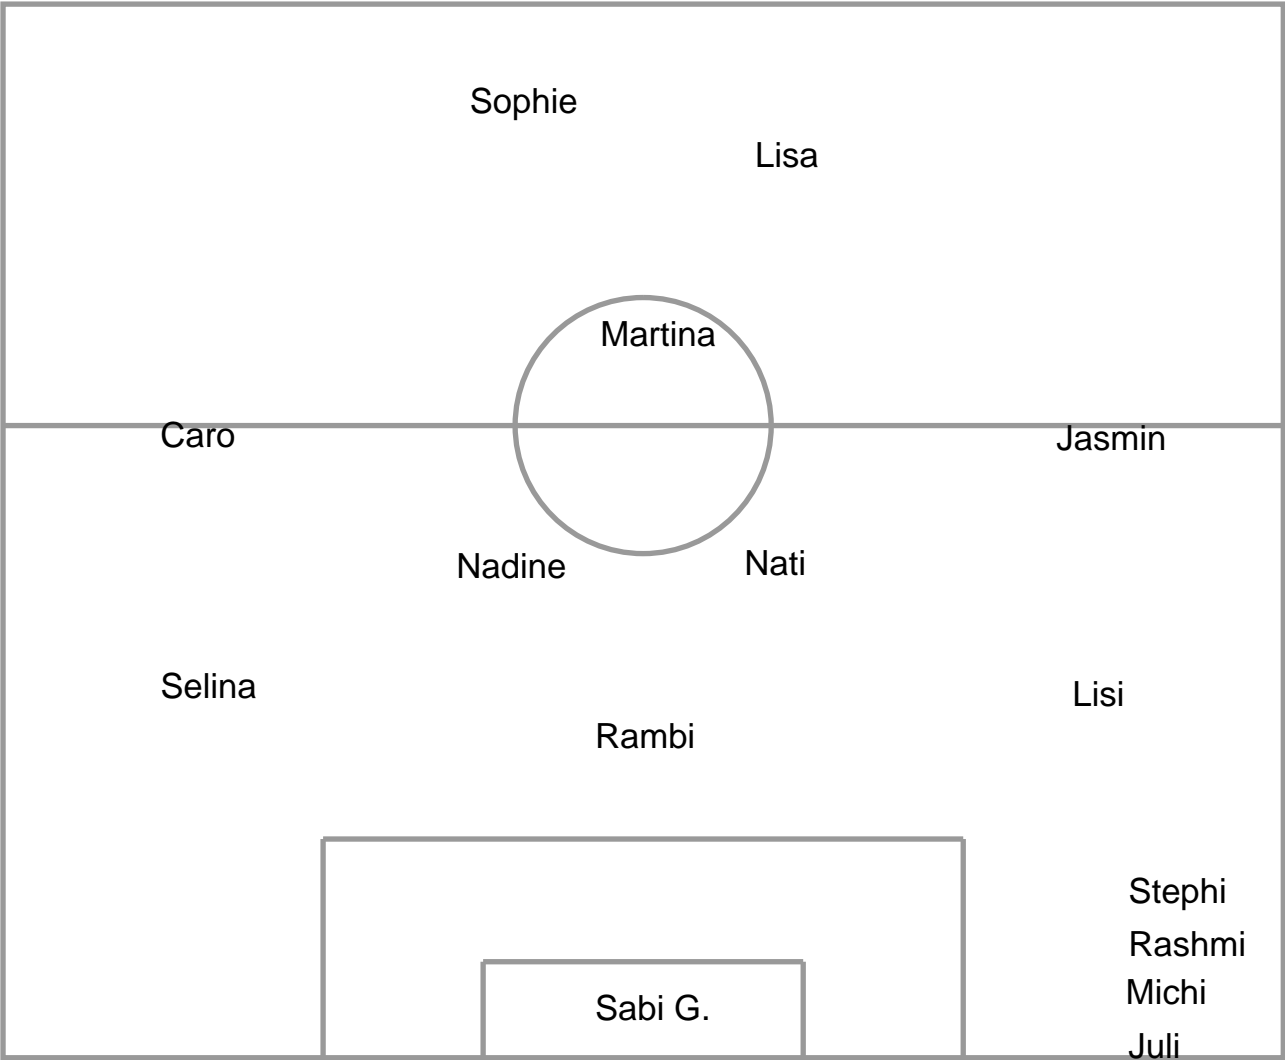 Sophie
Lisa
Martina
Caro
Jasmin
Nadine
Nati
Selina
Lisi
Rambi
Stephi
Rashmi
Michi
Sabi G.
Juli